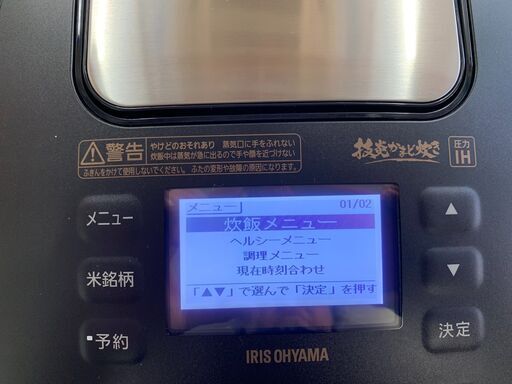 警告
やけどのおそれあり 蒸気口に手をふれない
炊飯中は蒸気が急に出るので手や顔を近づけない
ふきんをかけて使用しないでください。 ふたの変形や故障の原因になります。
極厚かまど炊き
圧力
IH
メニュー
米銘柄
予約
メニュー 01/02
炊飯メニュー
ヘルシーメニュー
調理メニュー
現在時刻合わせ
「▲▼」で選んで「決定」を押す
▲
▼
決定
IRIS OHYAMA